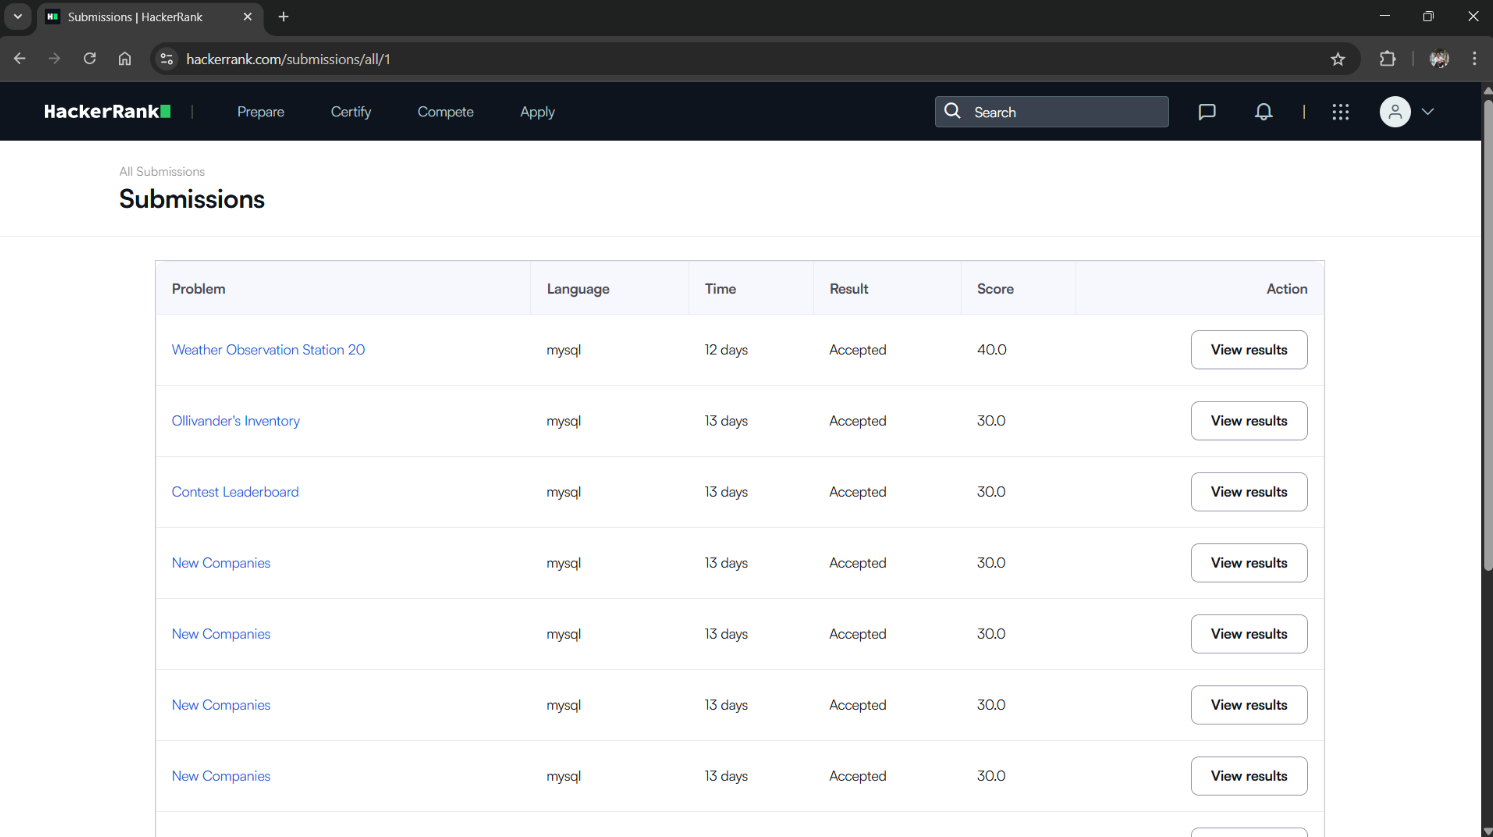 Submissions | HackerRank
hackerrank.com/submissions/all/1
HackerRank
Prepare
Certify
Compete
Apply
Search
All Submissions
Submissions
Problem Language Time Result Score Action
Weather Observation Station 20 mysql 12 days Accepted 40.0 View results
Ollivander's Inventory mysql 13 days Accepted 30.0 View results
Contest Leaderboard mysql 13 days Accepted 30.0 View results
New Companies mysql 13 days Accepted 30.0 View results
New Companies mysql 13 days Accepted 30.0 View results
New Companies mysql 13 days Accepted 30.0 View results
New Companies mysql 13 days Accepted 30.0 View results